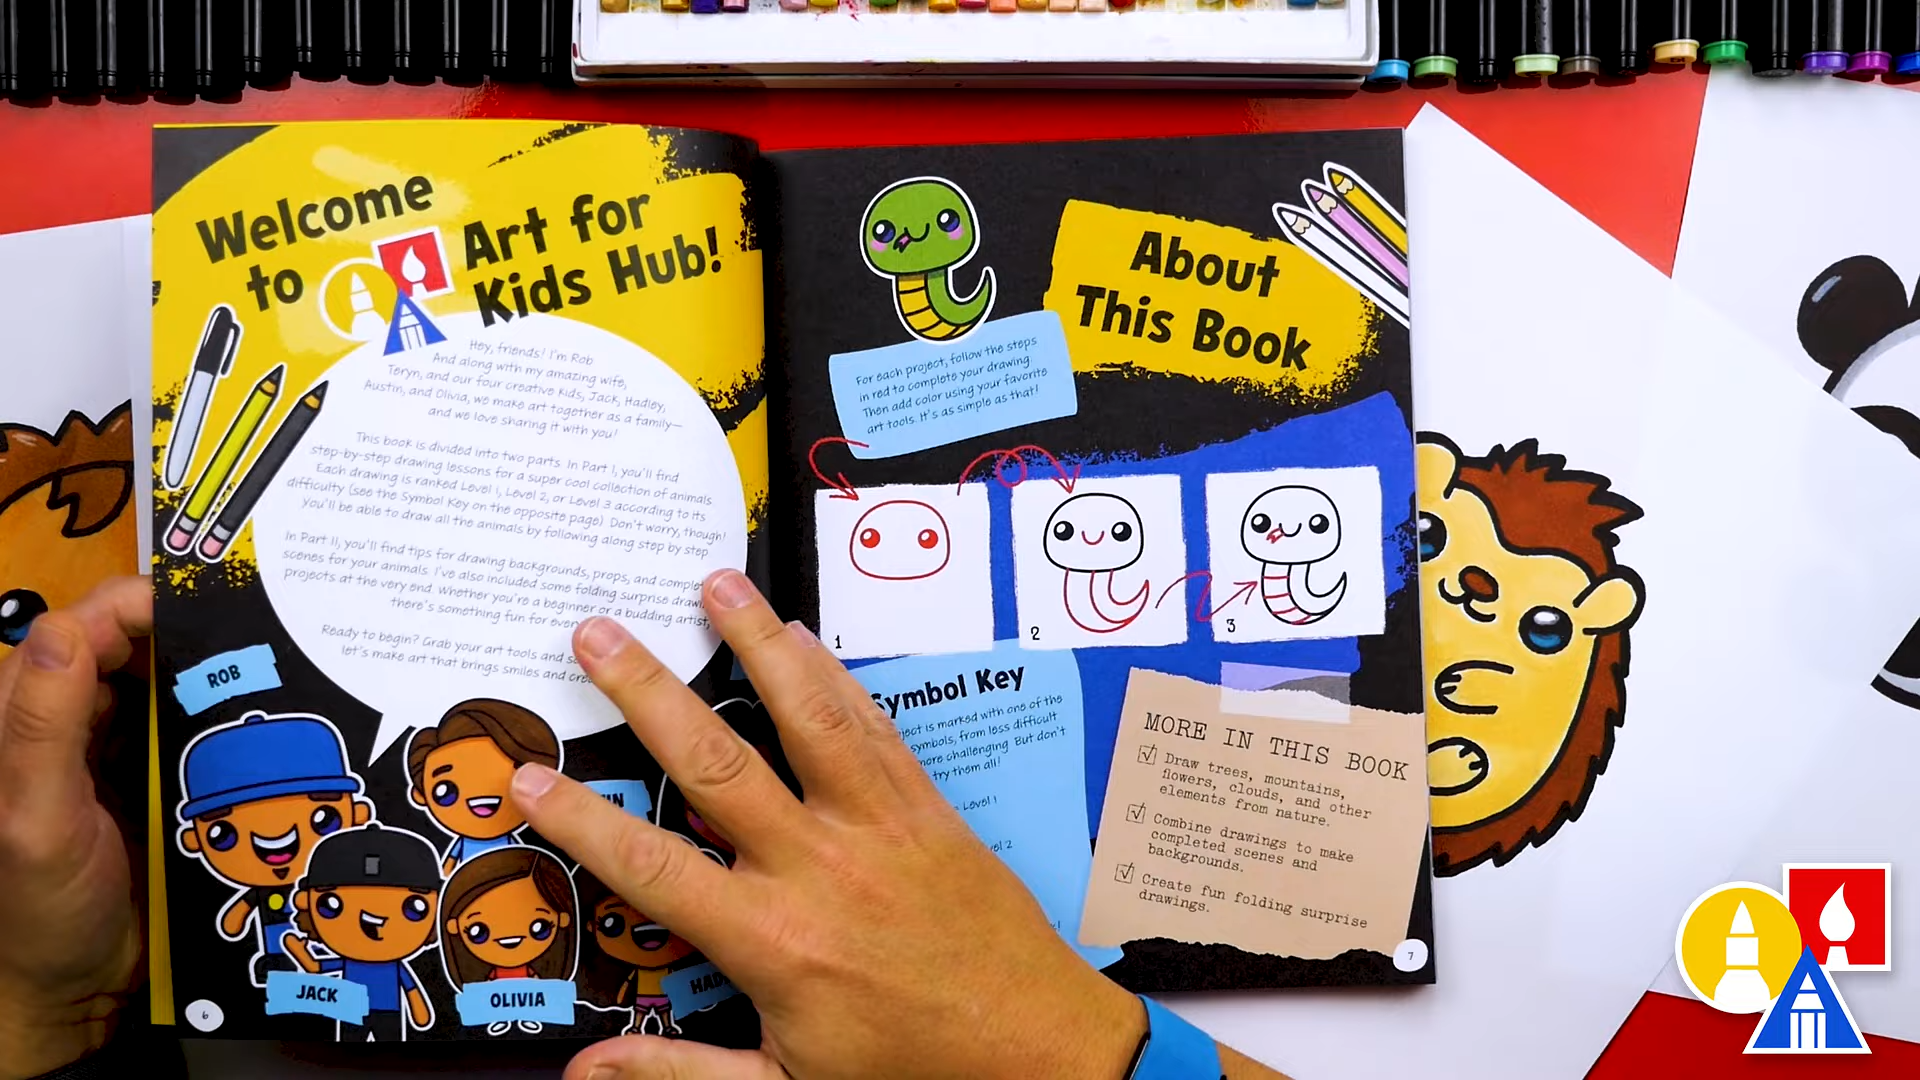 Welcome
to
Art for
Kids Hub!
Hey, friends! I'm Rob
And along with my amazing wife,
Teryn, and our four creative kids, Jack, Hadley,
Austin, and Olivia, we make art together as a family—
and we love sharing it with you!
This book is divided into two parts. In Part I, you'll find
step-by-step drawing lessons for a super cool collection of animals.
Each drawing is ranked Level 1, Level 2, or Level 3 according to its
difficulty (see the Symbol Key on the opposite page). Don't worry, though!
You'll be able to draw all the animals by following along step by step
In Part II, you'll find tips for drawing backgrounds, props, and
scenes for your animals. I've also included some folding surprise
projects at the very end. Whether you're a beginner or a budding artist,
there's something fun for
Ready to begin? Grab your art tools and
let's make art that brings smiles and
ROB
JACK
OLIVIA
6
About
This Book
For each project, follow the steps
in red to complete your drawing.
Then add color using your favorite
art tools. It's as simple as that!
1
2
3
Symbol Key
is marked with one of the
symbols, from less difficult
more challenging. But don't
try them all!
= Level 1
2
MORE IN THIS BOOK
Draw trees, mountains,
flowers, clouds, and other
elements from nature.
Combine drawings to make
completed scenes and
backgrounds.
Create fun folding surprise
drawings.
7